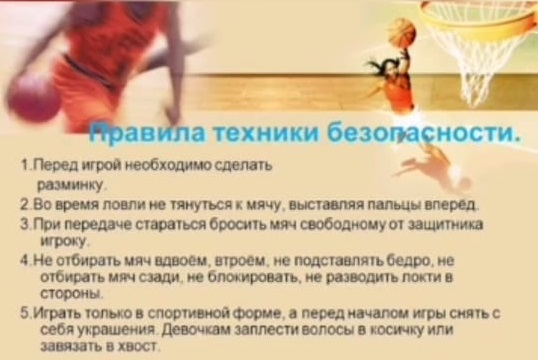 Правила техники безопасности.
1.Перед игрой необходимо сделать
разминку.
2.Во время ловли не тянуться к мячу, выставляя пальцы вперёд.
3.При передаче стараться бросить мяч свободному от защитника
игроку.
4.Не отбирать мяч вдвоём, втроём, не подставлять бедро, не
отбирать мяч сзади, не блокировать, не разводить локти в
стороны.
5.Играть только в спортивной форме, а перед началом игры снять с
себя украшения. Девочкам заплести волосы в косичку или
завязать в хвост.